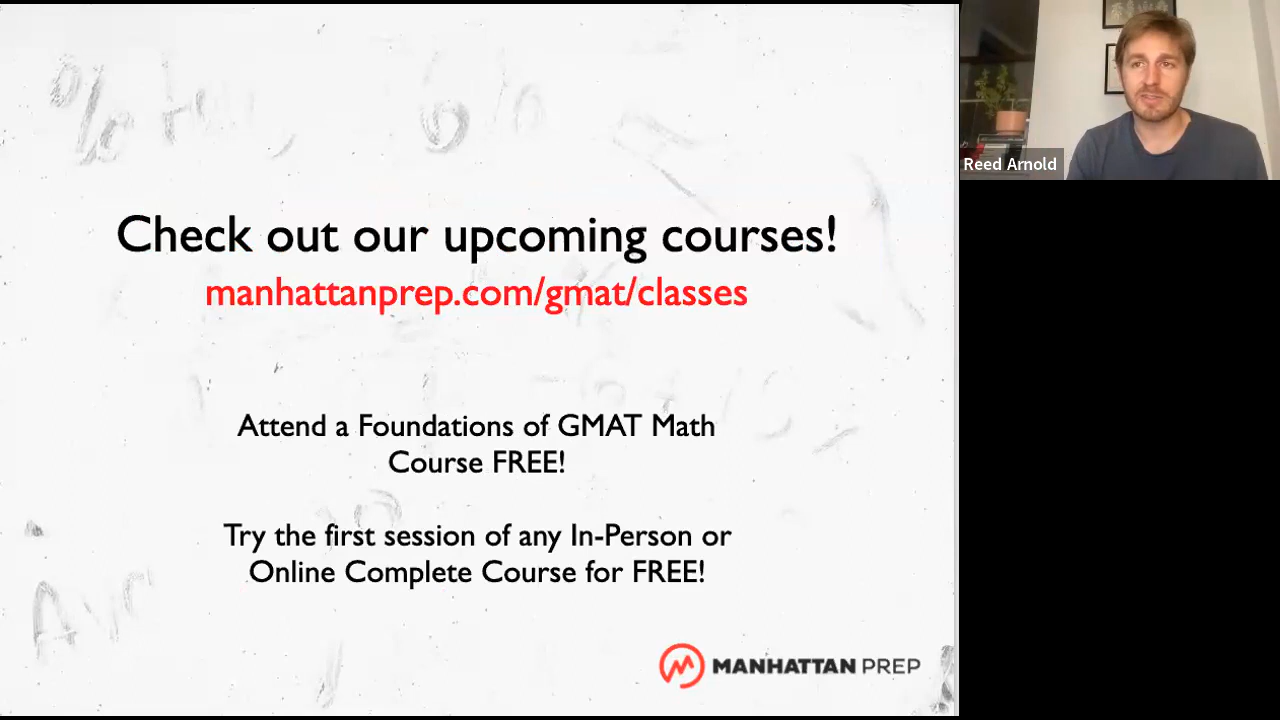 Check out our upcoming courses!
manhattanprep.com/gmat/classes
Attend a Foundations of GMAT Math
Course FREE!
Try the first session of any In-Person or
Online Complete Course for FREE!
MANHATTAN PREP
Reed Arnold